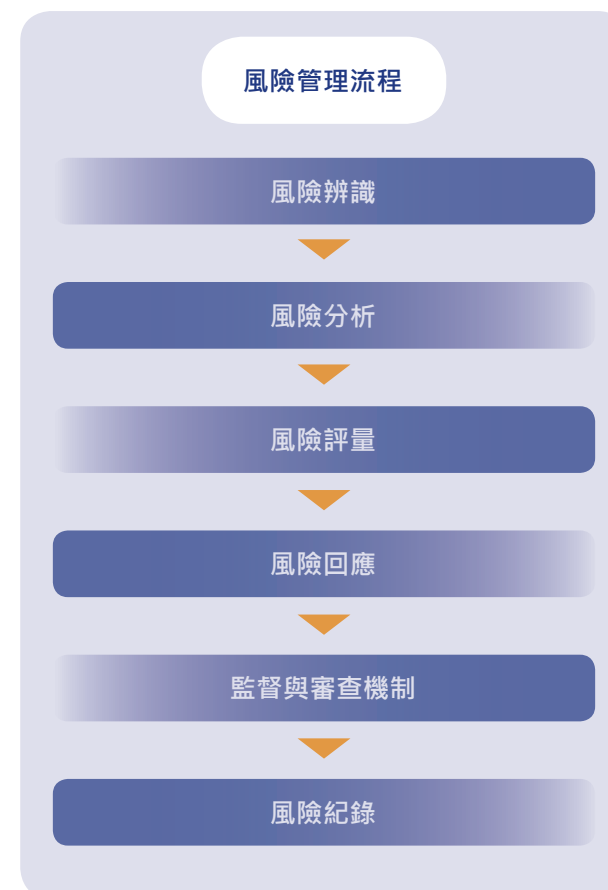 風險管理流程
風險辨識
風險分析
風險評量
風險回應
監督與審查機制
風險紀錄